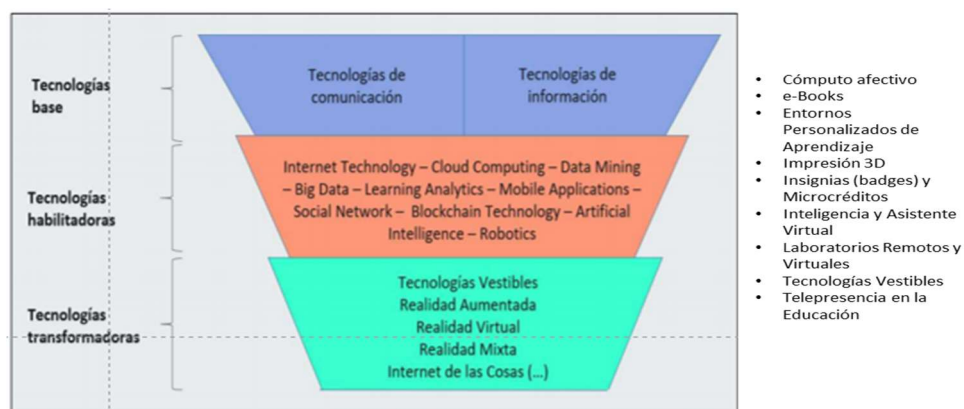 Tecnologías
base
Tecnologías de
comunicación
Tecnologías de
información
Tecnologías
habilitadoras
Internet Technology – Cloud Computing – Data Mining
– Big Data – Learning Analytics – Mobile Applications –
Social Network – Blockchain Technology – Artificial
Intelligence – Robotics
Tecnologías
transformadoras
Tecnologías Vestibles
Realidad Aumentada
Realidad Virtual
Realidad Mixta
Internet de las Cosas (...)
• Cómputo afectivo
• e-Books
• Entornos
Personalizados de
Aprendizaje
• Impresión 3D
• Insignias (badges) y
Microcréditos
• Inteligencia y Asistente
Virtual
• Laboratorios Remotos y
Virtuales
• Tecnologías Vestibles
• Telepresencia en la
Educación